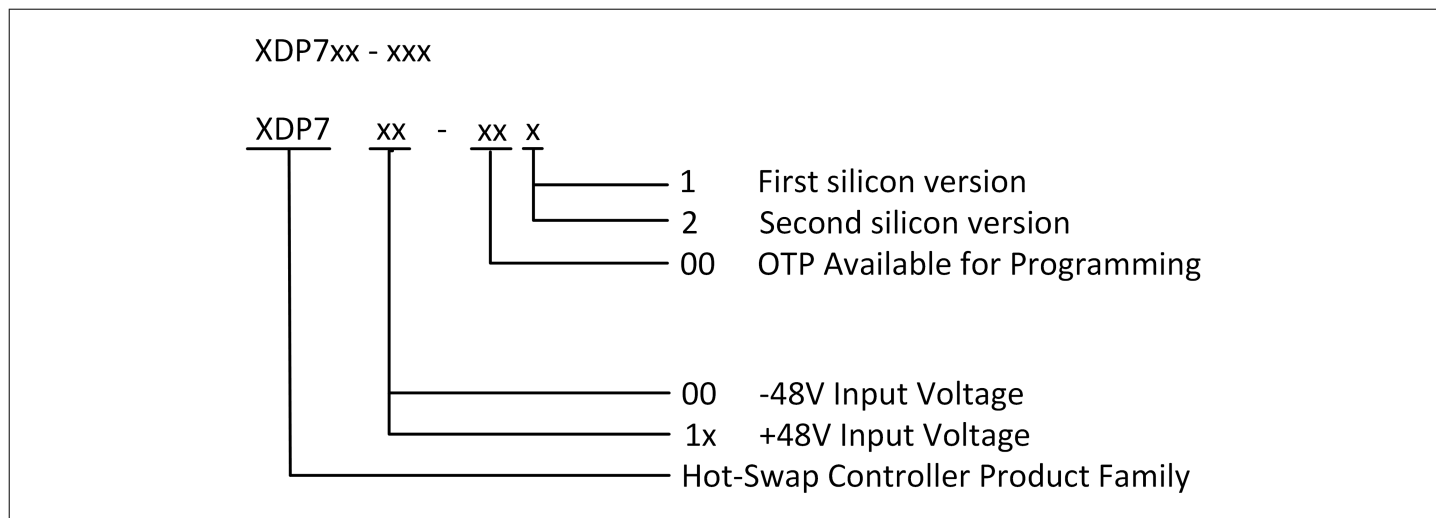 XDP7xx - xxx
XDP7 xx - xx x
1 First silicon version
2 Second silicon version
00 OTP Available for Programming
00 -48V Input Voltage
1x +48V Input Voltage
Hot-Swap Controller Product Family